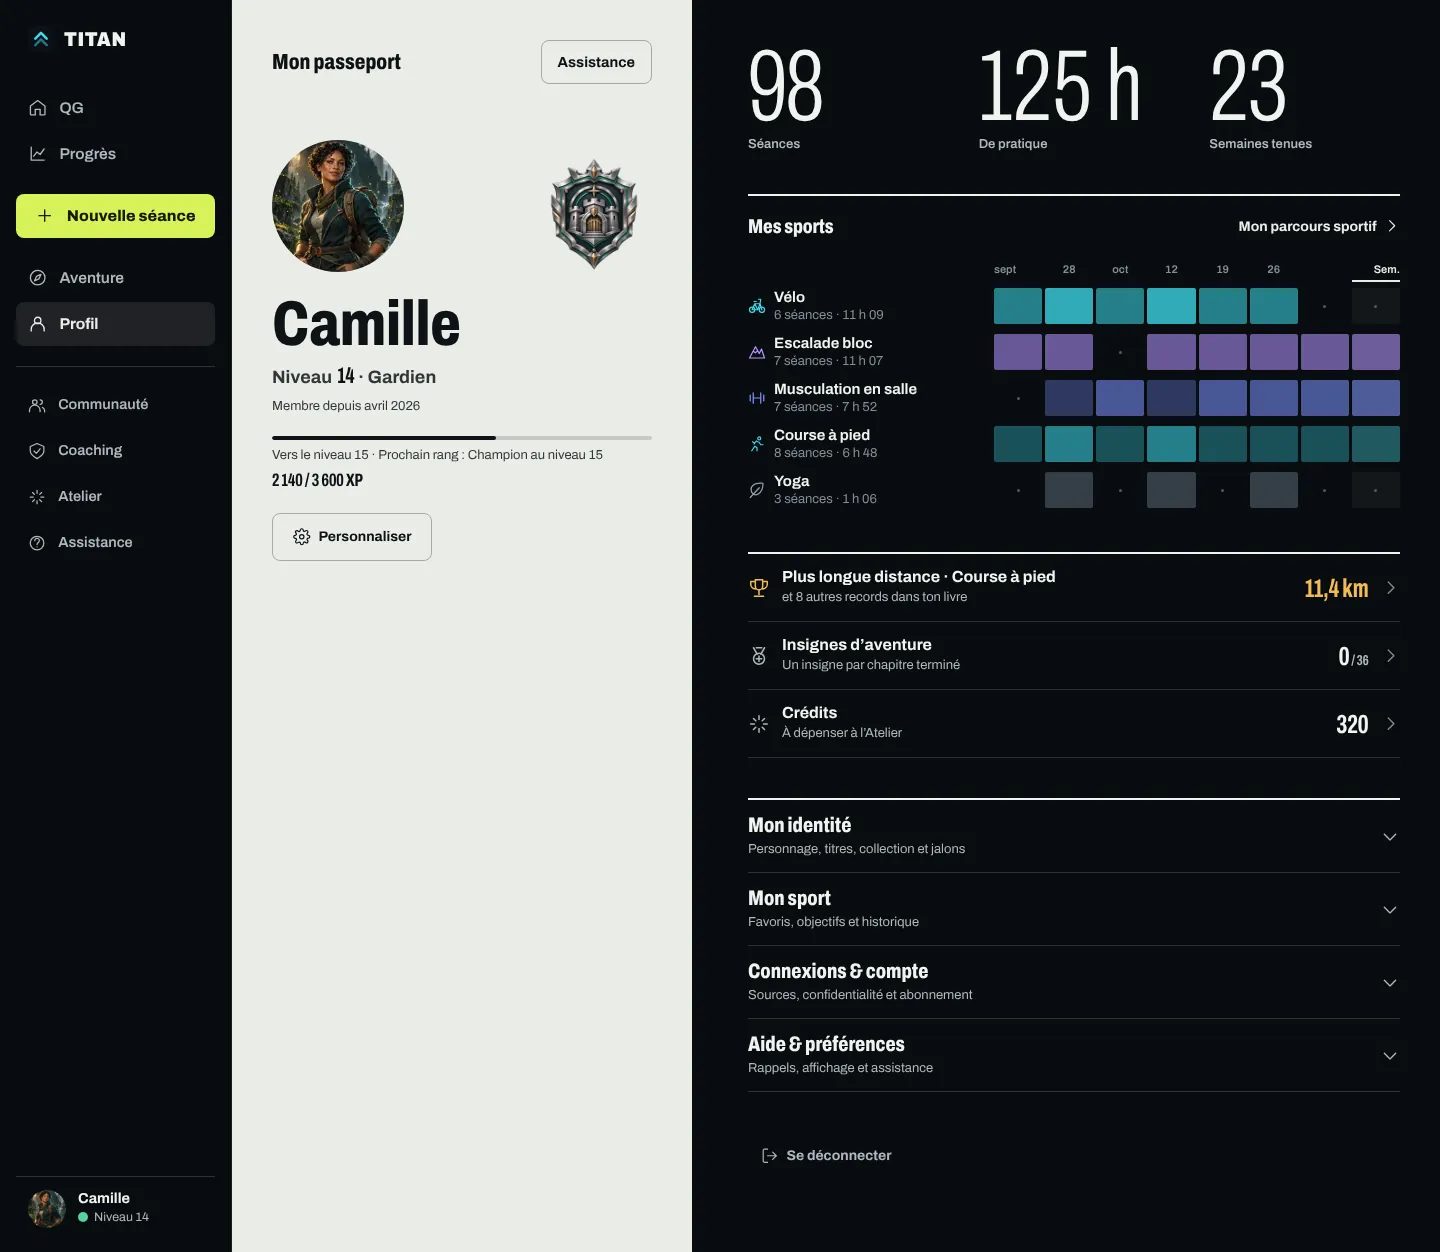 TITAN
QG
Progrès
Nouvelle séance
Aventure
Profil
Communauté
Coaching
Atelier
Assistance
Camille
Niveau 14
Mon passeport
Assistance
Camille
Niveau 14 · Gardien
Membre depuis avril 2026
Vers le niveau 15 · Prochain rang : Champion au niveau 15
2 140 / 3 600 XP
Personnaliser
98
Séances
125 h
De pratique
23
Semaines tenues
Mes sports
Mon parcours sportif
sept 28 oct 12 19 26 Sem.
Vélo
6 séances · 11 h 09
Escalade bloc
7 séances · 11 h 07
Musculation en salle
7 séances · 7 h 52
Course à pied
8 séances · 6 h 48
Yoga
3 séances · 1 h 06
Plus longue distance · Course à pied
et 8 autres records dans ton livre
11,4 km
Insignes d’aventure
Un insigne par chapitre terminé
0 / 36
Crédits
À dépenser à l’Atelier
320
Mon identité
Personnage, titres, collection et jalons
Mon sport
Favoris, objectifs et historique
Connexions & compte
Sources, confidentialité et abonnement
Aide & préférences
Rappels, affichage et assistance
Se déconnecter